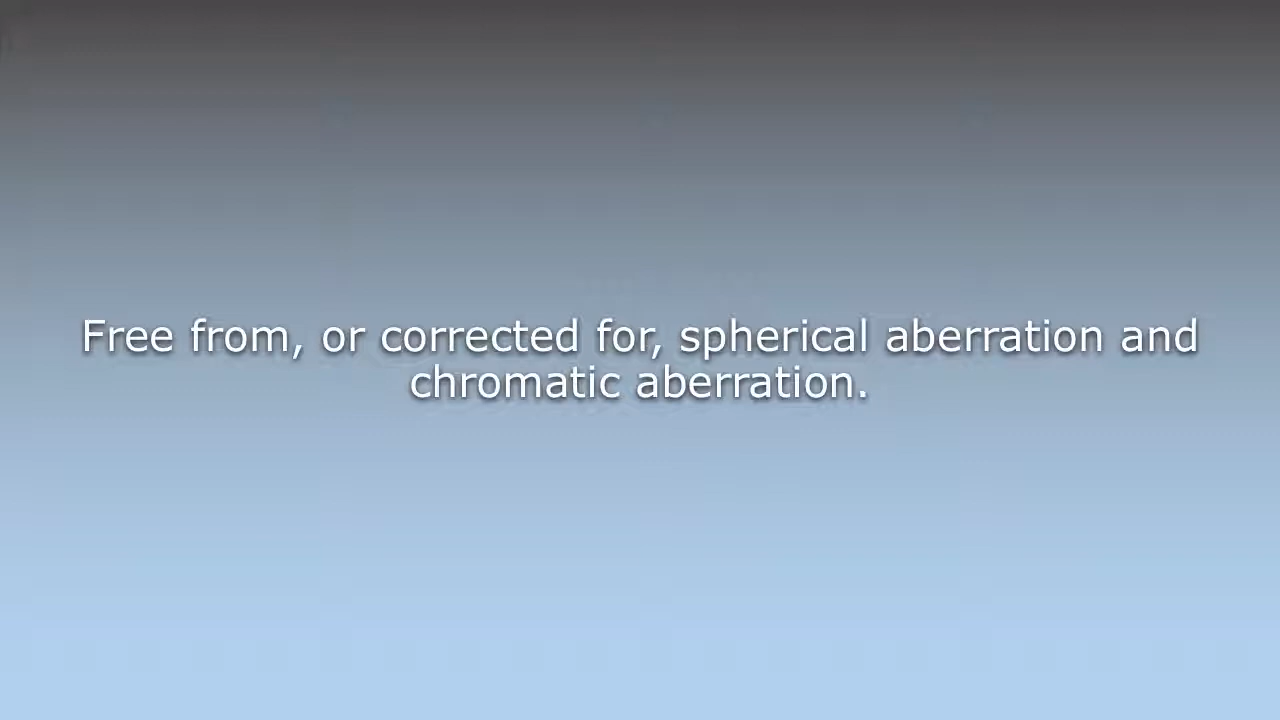 Free from, or corrected for, spherical aberration and
chromatic aberration.